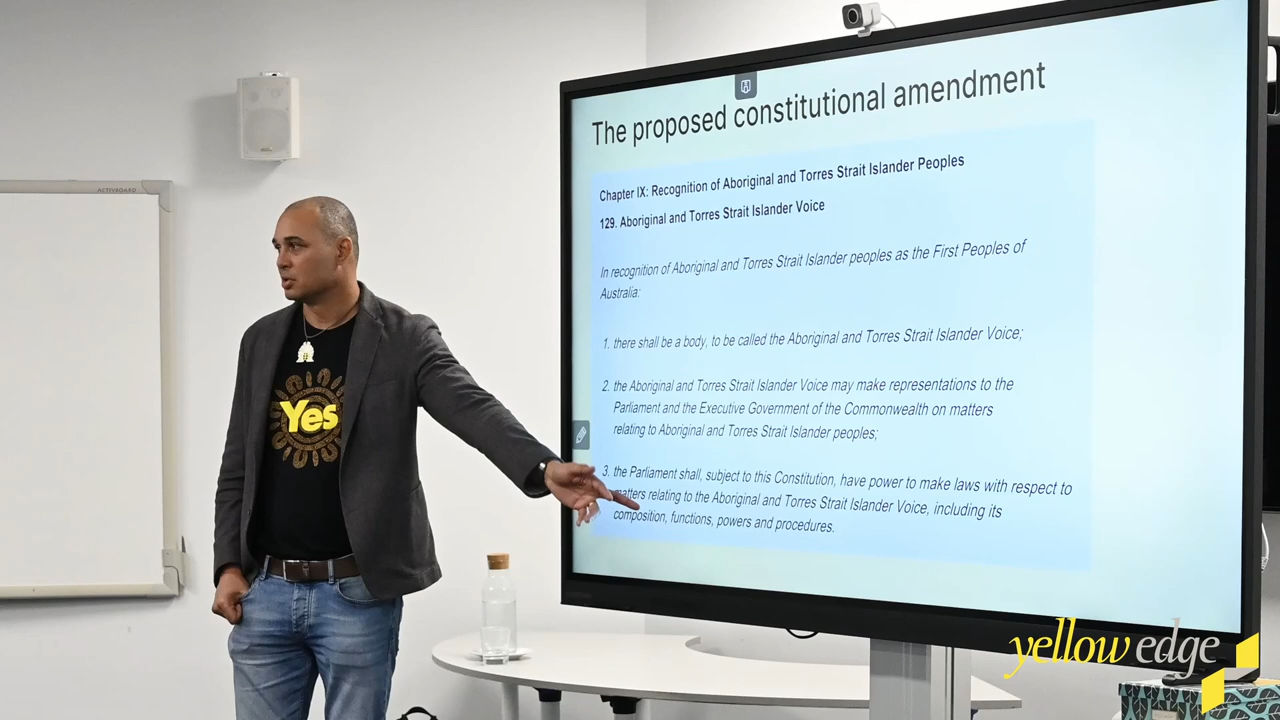 ACTIVBOARD
Yes
The proposed constitutional amendment
Chapter IX: Recognition of Aboriginal and Torres Strait Islander Peoples
129. Aboriginal and Torres Strait Islander Voice
In recognition of Aboriginal and Torres Strait Islander peoples as the First Peoples of
Australia:
1. there shall be a body, to be called the Aboriginal and Torres Strait Islander Voice;
2. the Aboriginal and Torres Strait Islander Voice may make representations to the
Parliament and the Executive Government of the Commonwealth on matters
relating to Aboriginal and Torres Strait Islander peoples;
3. the Parliament shall, subject to this Constitution, have power to make laws with respect to
matters relating to the Aboriginal and Torres Strait Islander Voice, including its
composition, functions, powers and procedures.
yellow edge